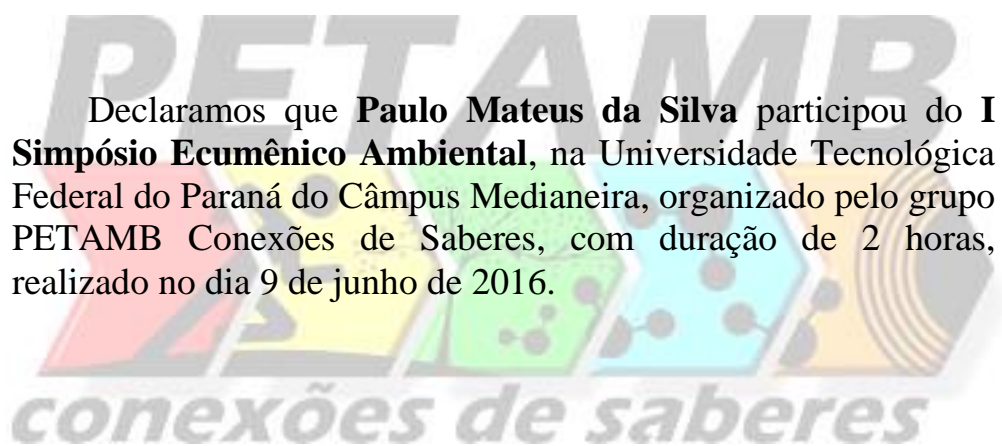 PETAMB
Declaramos que Paulo Mateus da Silva participou do I
Simpósio Ecumênico Ambiental, na Universidade Tecnológica
Federal do Paraná do Câmpus Medianeira, organizado pelo grupo
PETAMB Conexões de Saberes, com duração de 2 horas,
realizado no dia 9 de junho de 2016.
conexões de saberes